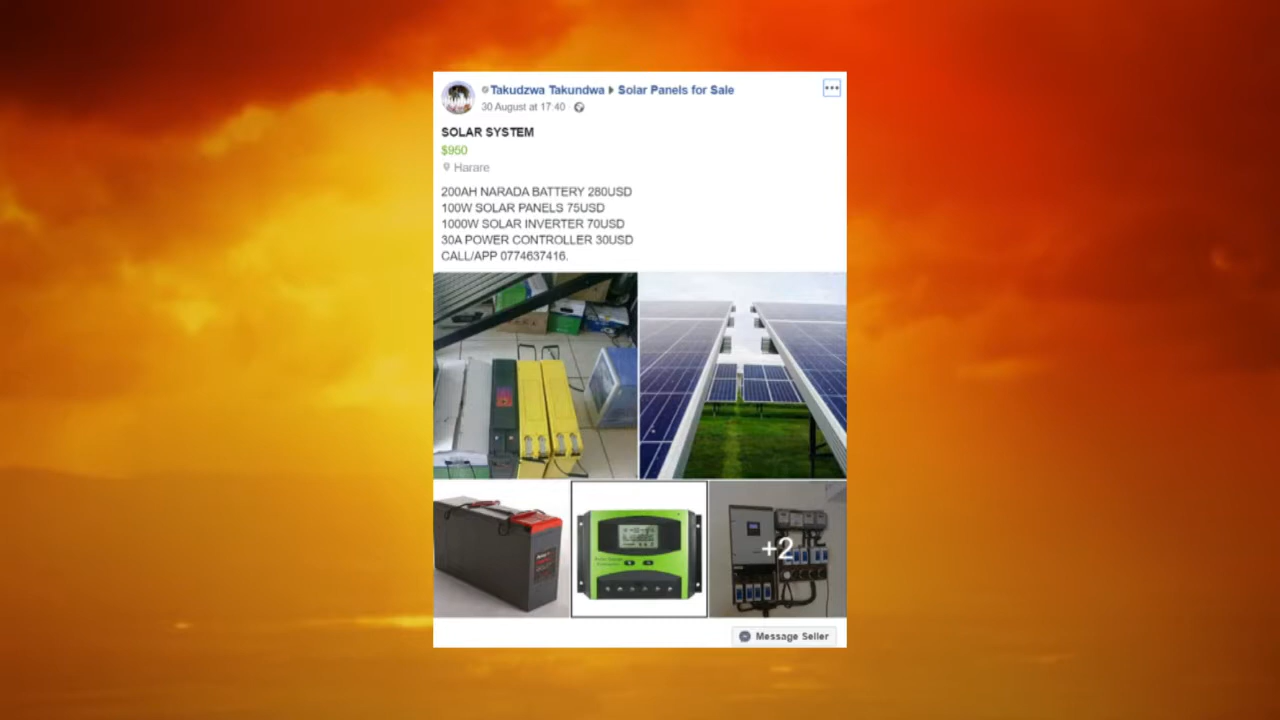 Takudzwa Takundwa ▸ Solar Panels for Sale
30 August at 17:40 ·
SOLAR SYSTEM
$950
Harare
200AH NARADA BATTERY 280USD
100W SOLAR PANELS 75USD
1000W SOLAR INVERTER 70USD
30A POWER CONTROLLER 30USD
CALL/APP 0774637416.
+2
Message Seller